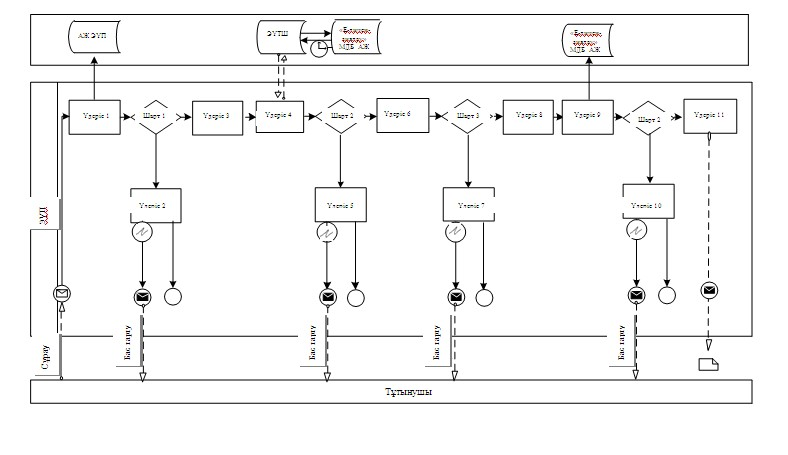 АЖ ЭҮП
ЭҮТШ
МДБ АЖ
МДБ АЖ
Үдеріс 1
Шарт 1
Үдеріс 3
Үдеріс 4
Шарт 2
Үдеріс 6
Шарт 3
Үдеріс 8
Үдеріс 9
Шарт 2
Үдеріс 11
Үдеріс 2
Үдеріс 5
Үдеріс 7
Үдеріс 10
ЭҮП
Сұрау
Бас тарту
Бас тарту
Бас тарту
Бас тарту
Тұтынушы